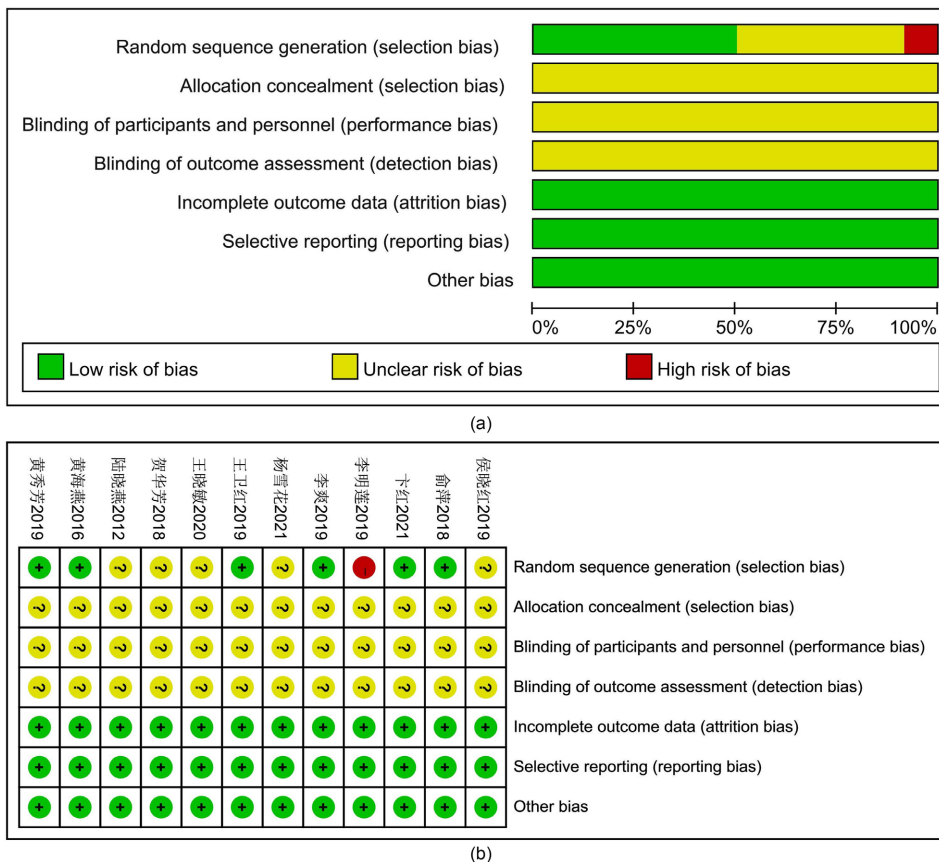 Random sequence generation (selection bias)
Allocation concealment (selection bias)
Blinding of participants and personnel (performance bias)
Blinding of outcome assessment (detection bias)
Incomplete outcome data (attrition bias)
Selective reporting (reporting bias)
Other bias
0% 25% 50% 75% 100%
Low risk of bias Unclear risk of bias High risk of bias
(a)
黄秀芳2019 黄海燕2016 陆晓燕2012 贺华芳2018 王晓敏2020 王卫红2019 杨雪花2021 李爽2019 李明莲2019 卞红2021 俞萍2018 侯晓红2019
+ + ? ? ? + ? + - + + ? Random sequence generation (selection bias)
? ? ? ? ? ? ? ? ? ? ? ? Allocation concealment (selection bias)
? ? ? ? ? ? ? ? ? ? ? ? Blinding of participants and personnel (performance bias)
? ? ? ? ? ? ? ? ? ? ? ? Blinding of outcome assessment (detection bias)
+ + + + + + + + + + + + Incomplete outcome data (attrition bias)
+ + + + + + + + + + + + Selective reporting (reporting bias)
+ + + + + + + + + + + + Other bias
(b)